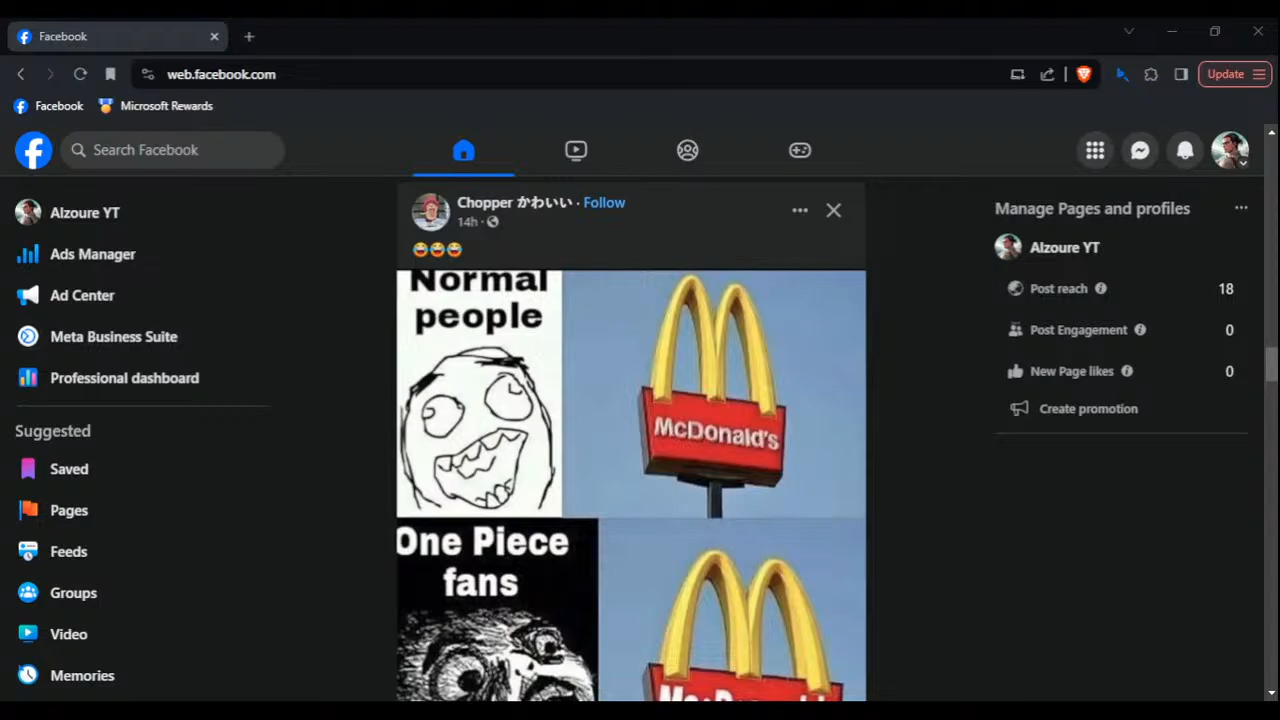 Facebook
web.facebook.com
Update
Facebook
Microsoft Rewards
Search Facebook
Alzoure YT
Ads Manager
Ad Center
Meta Business Suite
Professional dashboard
Suggested
Saved
Pages
Feeds
Groups
Video
Memories
Chopper かわいい · Follow
14h ·
Normal
people
McDonald's
One Piece
fans
Manage Pages and profiles
Alzoure YT
Post reach
18
Post Engagement
0
New Page likes
0
Create promotion